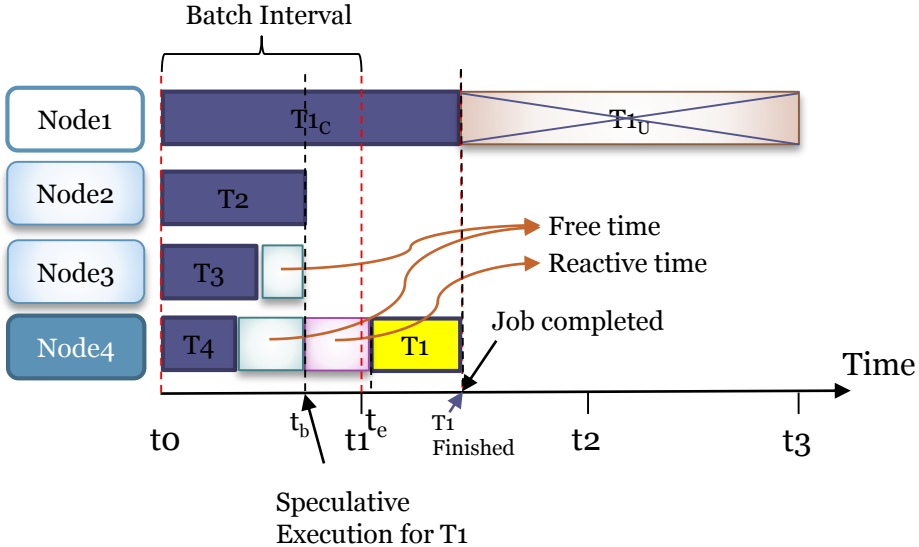 Batch Interval
Node1
T1C
T1U
Node2
T2
Free time
Node3
T3
Reactive time
Node4
T4
T1
Job completed
Time
t0
tb
t1
te
T1
Finished
t2
t3
Speculative
Execution for T1